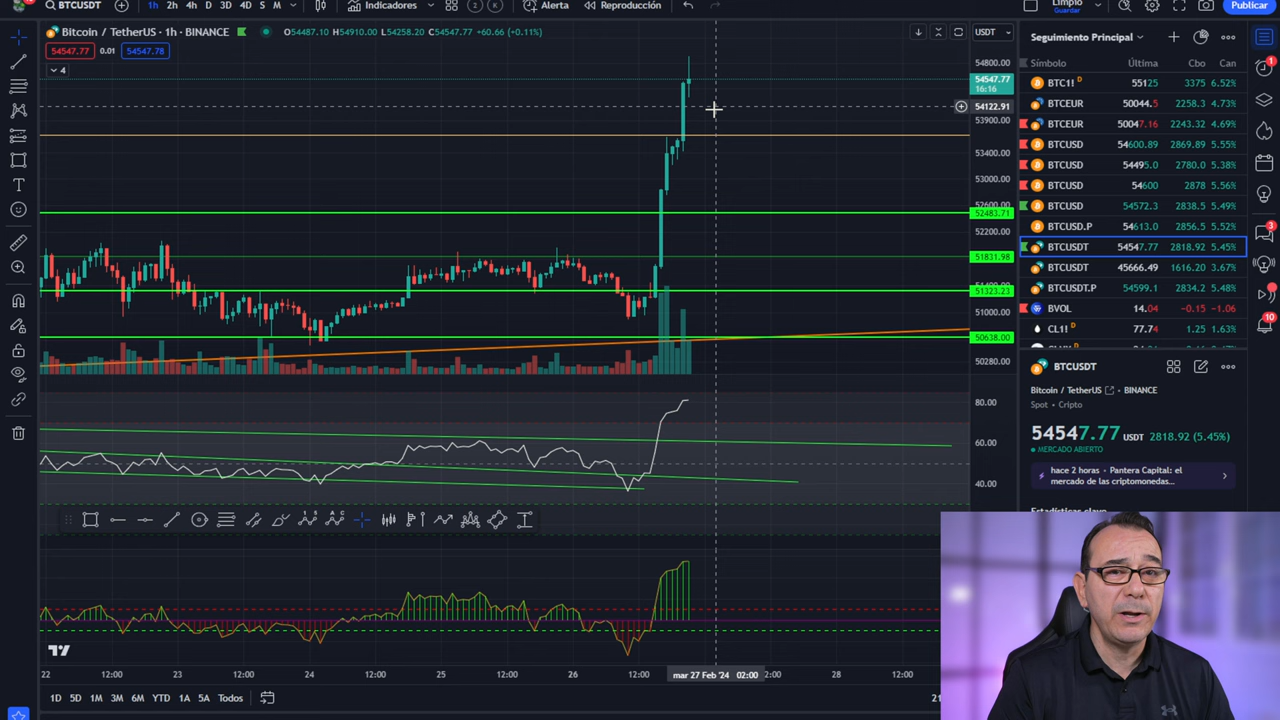 BTCUSDT
1h 2h 4h D 3D 4D S M
Indicadores
2 K
Alerta
Reproducción
Limpio
Guardar
Publicar
Bitcoin / TetherUS · 1h · BINANCE
O54487.10 H54910.00 L54258.20 C54547.77 +60.66 (+0.11%)
54547.77 0.01 54547.78
4
USDT
54800.00
54547.77
16:16
54122.91
53900.00
53400.00
53000.00
52600.00
52483.71
52200.00
51831.98
51323.23
51000.00
50638.00
50280.00
80.00
60.00
40.00
22 12:00 23 12:00 24 12:00 25 12:00 26 12:00 mar 27 Feb '24 02:00 2:00 28 12:00
1D 5D 1M 3M 6M YTD 1A 5A Todos
21
Seguimiento Principal
Símbolo Última Cbo Can
BTC1! D 55125 3375 6.52%
BTCEUR 50044.5 2258.3 4.73%
BTCEUR 50047.16 2243.32 4.69%
BTCUSD 54600.89 2869.89 5.55%
BTCUSD 54495.0 2780.0 5.38%
BTCUSD 54600 2878 5.56%
BTCUSD 54572.3 2838.5 5.49%
BTCUSD.P 54613.0 2856.5 5.52%
BTCUSDT 54547.77 2818.92 5.45%
BTCUSDT 45666.49 1616.20 3.67%
BTCUSDT.P 54599.1 2834.2 5.48%
BVOL 14.04 -0.15 -1.06
CL1! D 77.74 1.25 1.63%
BTCUSDT
Bitcoin / TetherUS BINANCE
Spot • Cripto
54547.77 USDT 2818.92 (5.45%)
MERCADO ABIERTO
hace 2 horas • Pantera Capital: el
mercado de las criptomonedas...
1
3
10